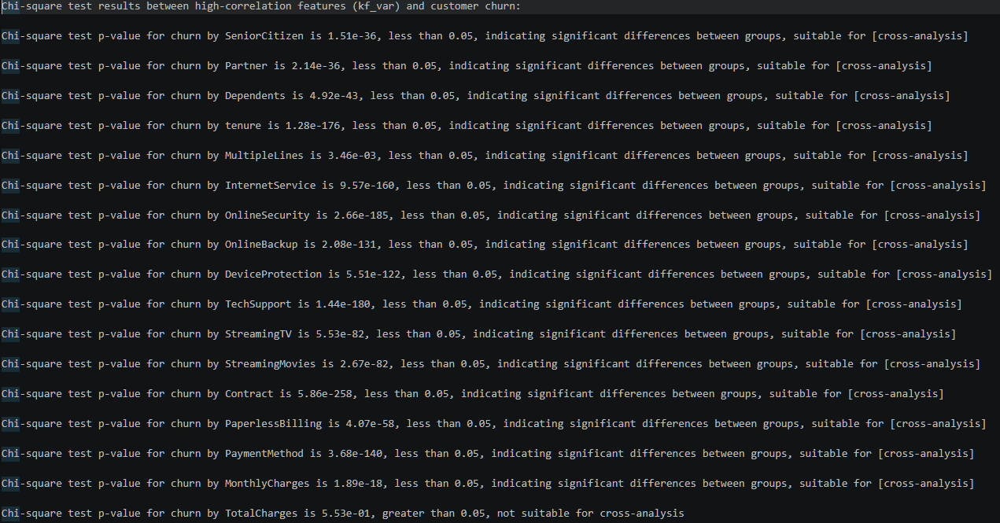 Chi-square test results between high-correlation features (kf_var) and customer churn:
Chi-square test p-value for churn by SeniorCitizen is 1.51e-36, less than 0.05, indicating significant differences between groups, suitable for [cross-analysis]
Chi-square test p-value for churn by Partner is 2.14e-36, less than 0.05, indicating significant differences between groups, suitable for [cross-analysis]
Chi-square test p-value for churn by Dependents is 4.92e-43, less than 0.05, indicating significant differences between groups, suitable for [cross-analysis]
Chi-square test p-value for churn by tenure is 1.28e-176, less than 0.05, indicating significant differences between groups, suitable for [cross-analysis]
Chi-square test p-value for churn by MultipleLines is 3.46e-03, less than 0.05, indicating significant differences between groups, suitable for [cross-analysis]
Chi-square test p-value for churn by InternetService is 9.57e-160, less than 0.05, indicating significant differences between groups, suitable for [cross-analysis]
Chi-square test p-value for churn by OnlineSecurity is 2.66e-185, less than 0.05, indicating significant differences between groups, suitable for [cross-analysis]
Chi-square test p-value for churn by OnlineBackup is 2.08e-131, less than 0.05, indicating significant differences between groups, suitable for [cross-analysis]
Chi-square test p-value for churn by DeviceProtection is 5.51e-122, less than 0.05, indicating significant differences between groups, suitable for [cross-analysis]
Chi-square test p-value for churn by TechSupport is 1.44e-180, less than 0.05, indicating significant differences between groups, suitable for [cross-analysis]
Chi-square test p-value for churn by StreamingTV is 5.53e-82, less than 0.05, indicating significant differences between groups, suitable for [cross-analysis]
Chi-square test p-value for churn by StreamingMovies is 2.67e-82, less than 0.05, indicating significant differences between groups, suitable for [cross-analysis]
Chi-square test p-value for churn by Contract is 5.86e-258, less than 0.05, indicating significant differences between groups, suitable for [cross-analysis]
Chi-square test p-value for churn by PaperlessBilling is 4.07e-58, less than 0.05, indicating significant differences between groups, suitable for [cross-analysis]
Chi-square test p-value for churn by PaymentMethod is 3.68e-140, less than 0.05, indicating significant differences between groups, suitable for [cross-analysis]
Chi-square test p-value for churn by MonthlyCharges is 1.89e-18, less than 0.05, indicating significant differences between groups, suitable for [cross-analysis]
Chi-square test p-value for churn by TotalCharges is 5.53e-01, greater than 0.05, not suitable for cross-analysis